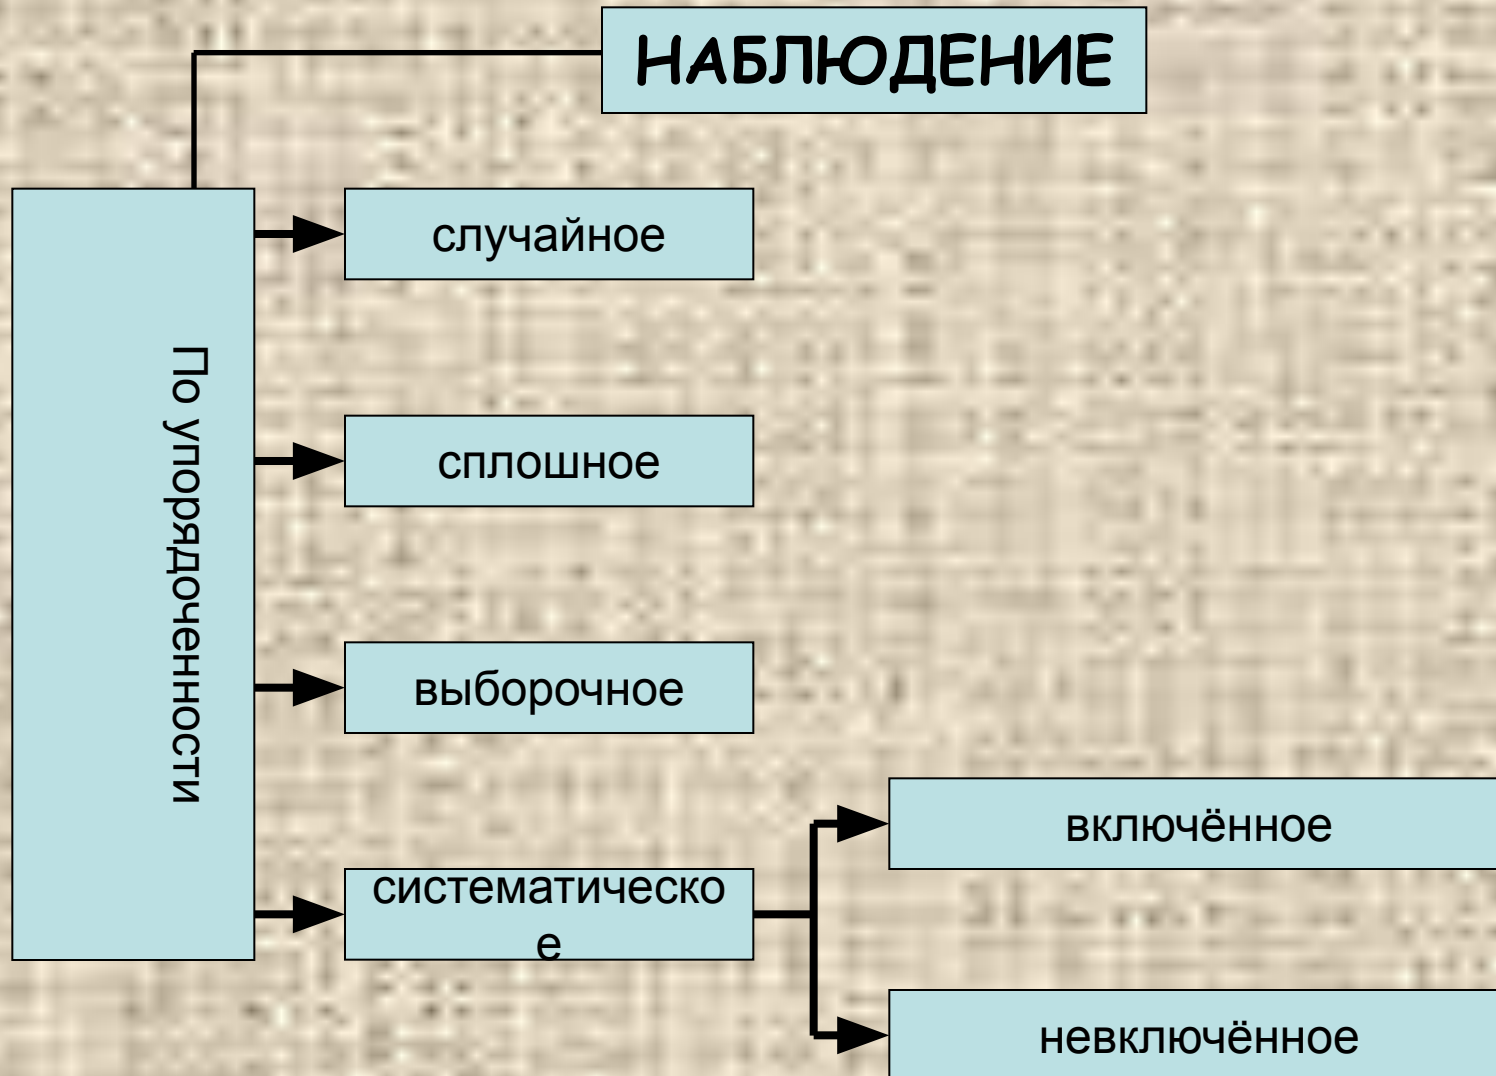 НАБЛЮДЕНИЕ
По упорядоченности
случайное
сплошное
выборочное
систематическо
е
включённое
невключённое